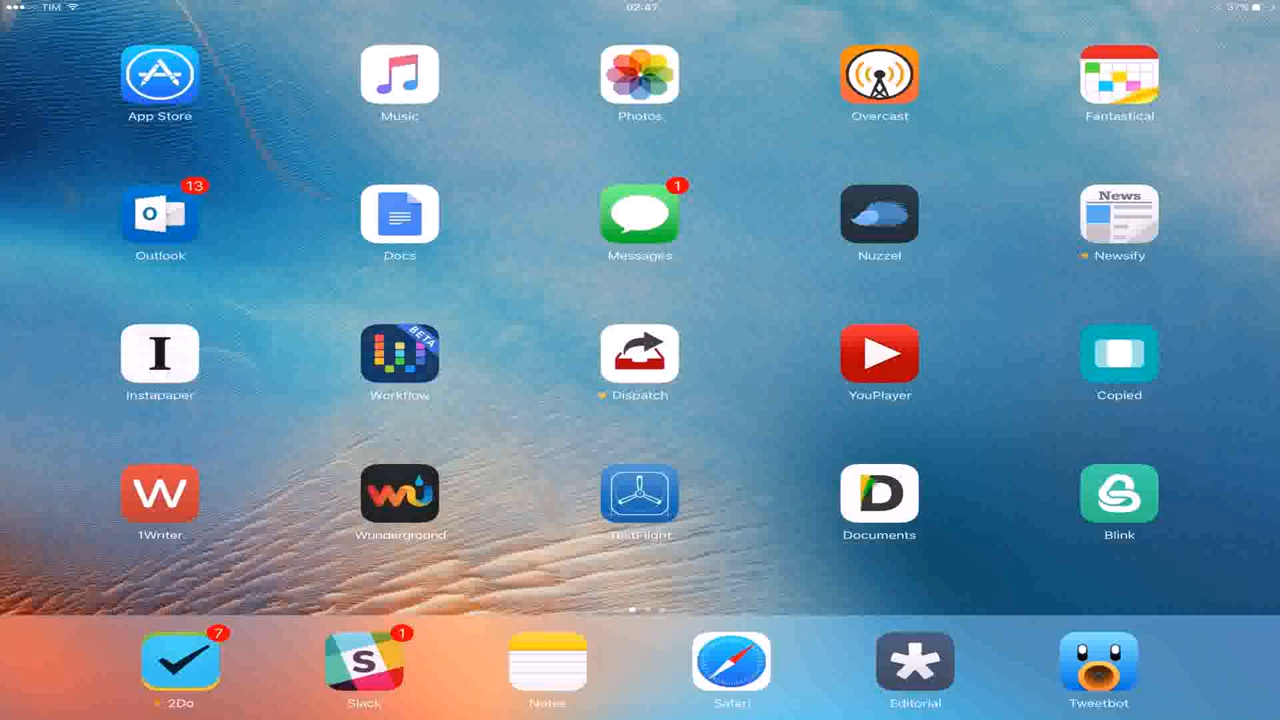 TIM 02:47 37%
App Store Music Photos Overcast Fantastical
13 1 News
Outlook Docs Messages Nuzzel Newsify
I BETA
Instapaper Workflow Dispatch YouPlayer Copied
W WU D
1Writer Wunderground TestFlight Documents Blink
7 1
S
2Do Slack Notes Safari Editorial Tweetbot